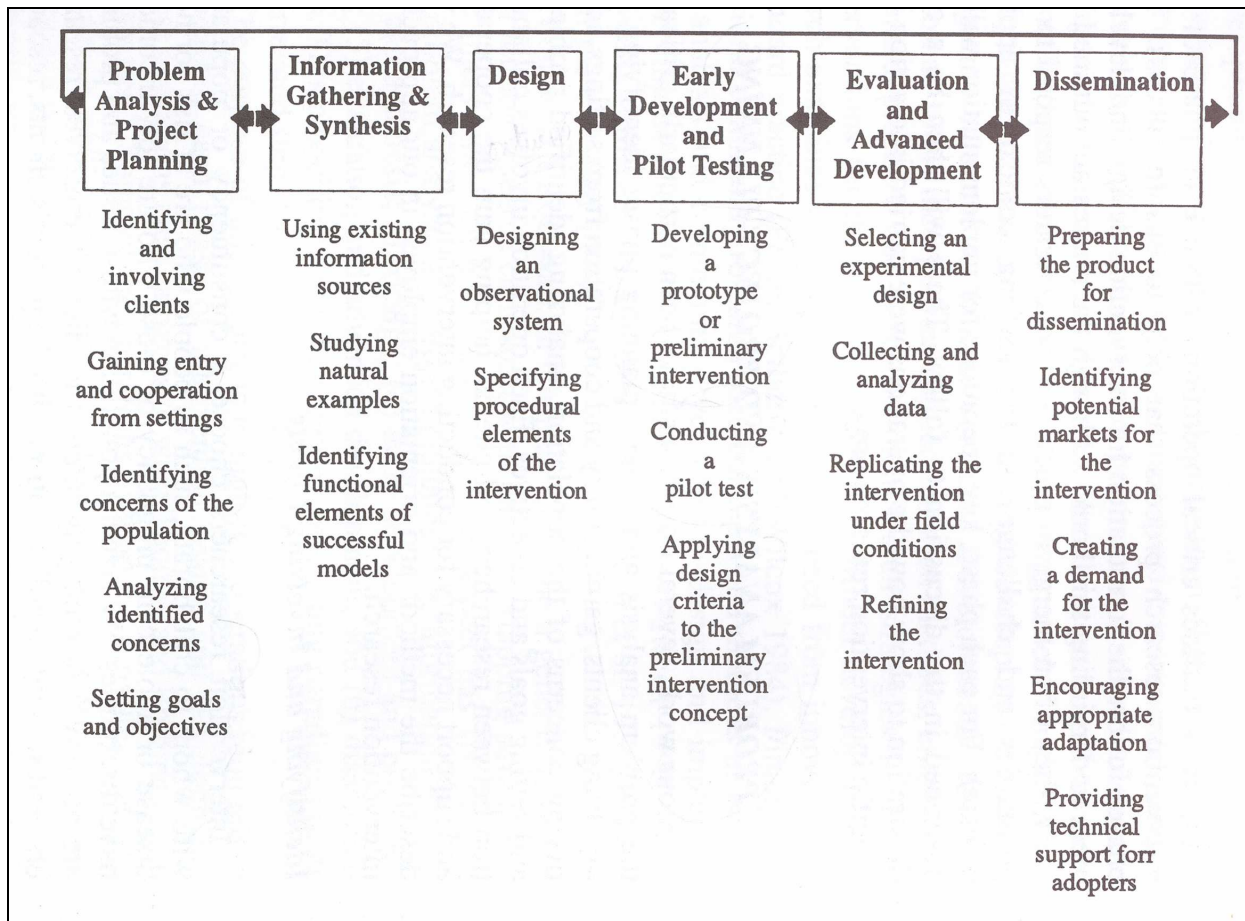 Problem
Analysis &
Project
Planning
Identifying
and
involving
clients
Gaining entry
and cooperation
from settings
Identifying
concerns of the
population
Analyzing
identified
concerns
Setting goals
and objectives
Information
Gathering &
Synthesis
Using existing
information
sources
Studying
natural
examples
Identifying
functional
elements of
successful
models
Design
Designing
an
observational
system
Specifying
procedural
elements
of the
intervention
Early
Development
and
Pilot Testing
Developing
a
prototype
or
preliminary
intervention
Conducting
a
pilot test
Applying
design
criteria
to the
preliminary
intervention
concept
Evaluation
and
Advanced
Development
Selecting an
experimental
design
Collecting and
analyzing
data
Replicating the
intervention
under field
conditions
Refining
the
intervention
Dissemination
Preparing
the product
for
dissemination
Identifying
potential
markets for
the
intervention
Creating
a demand
for the
intervention
Encouraging
appropriate
adaptation
Providing
technical
support forr
adopters